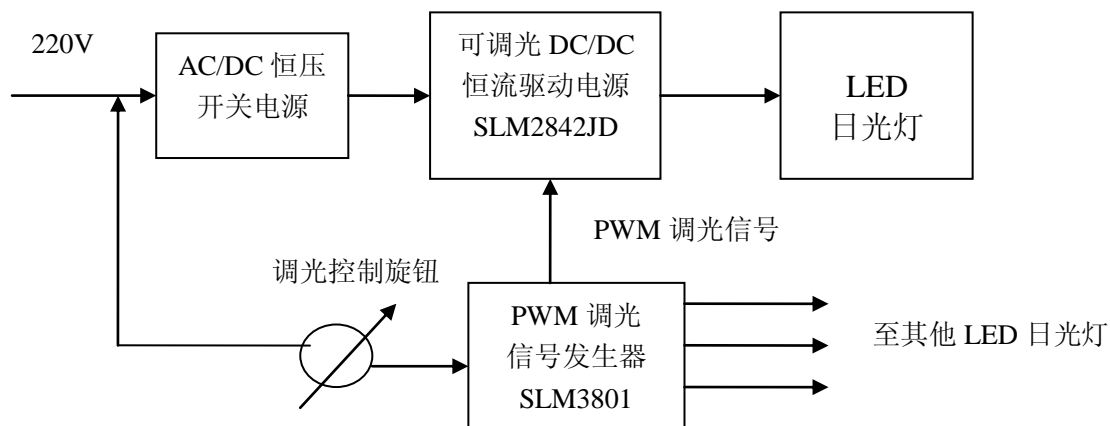 220V
AC/DC 恒压
开关电源
可调光 DC/DC
恒流驱动电源
SLM2842JD
LED
日光灯
PWM 调光信号
调光控制旋钮
PWM 调光
信号发生器
SLM3801
至其他 LED 日光灯